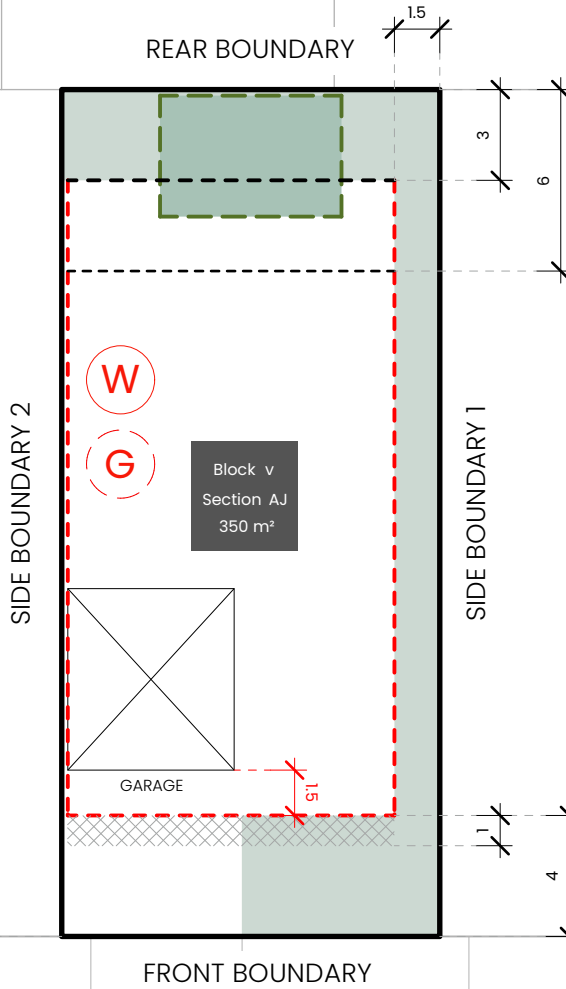 1.5
REAR BOUNDARY
3
6
W
G
SIDE BOUNDARY 2
SIDE BOUNDARY 1
Block v
Section AJ
350 m²
GARAGE
1.5
1
4
FRONT BOUNDARY